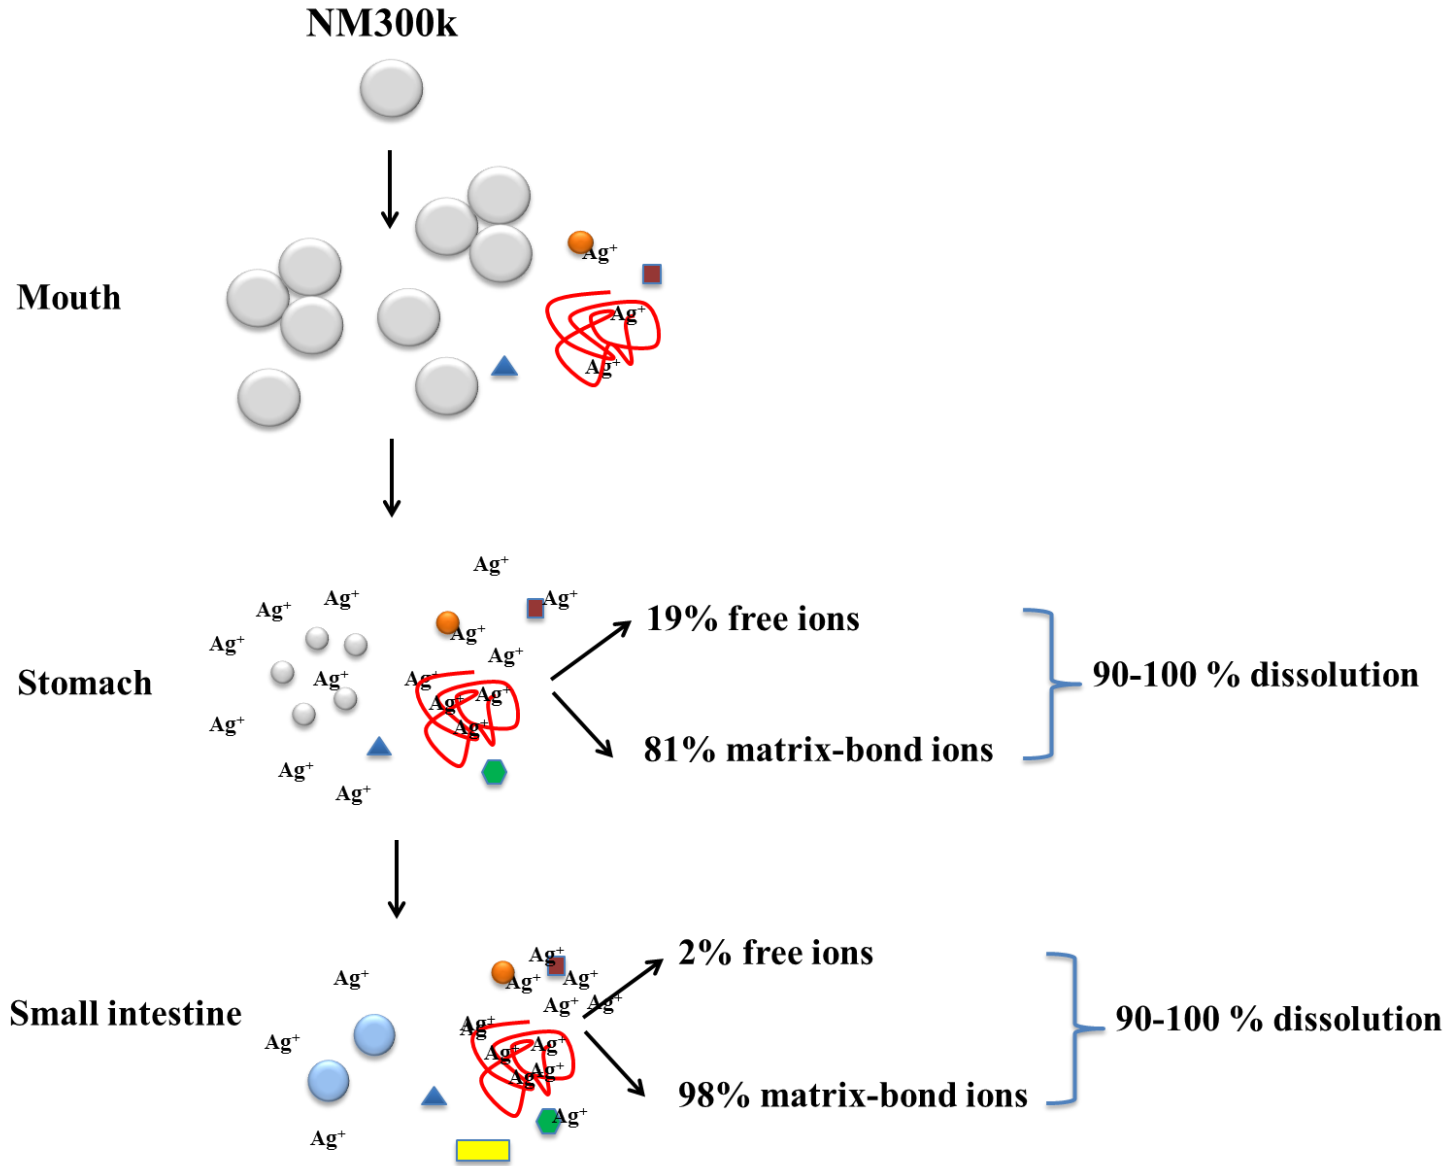 NM300k
Ag⁺
Mouth
Ag⁺
Ag⁺
Ag⁺
Ag⁺
Ag⁺
Ag⁺
19% free ions
Ag⁺
Ag⁺
Ag⁺
90-100 % dissolution
Stomach
Ag⁺
Ag⁺
Ag⁺
Ag⁺
Ag⁺
Ag⁺
81% matrix-bond ions
Ag⁺
Ag⁺
2% free ions
Ag⁺
Ag⁺
Ag⁺
Ag⁺
Ag⁺
Ag⁺
Small intestine
90-100 % dissolution
Ag⁺
Ag⁺
Ag⁺
Ag⁺
Ag⁺
Ag⁺
Ag
98% matrix-bond ions
Ag⁺
Ag⁺